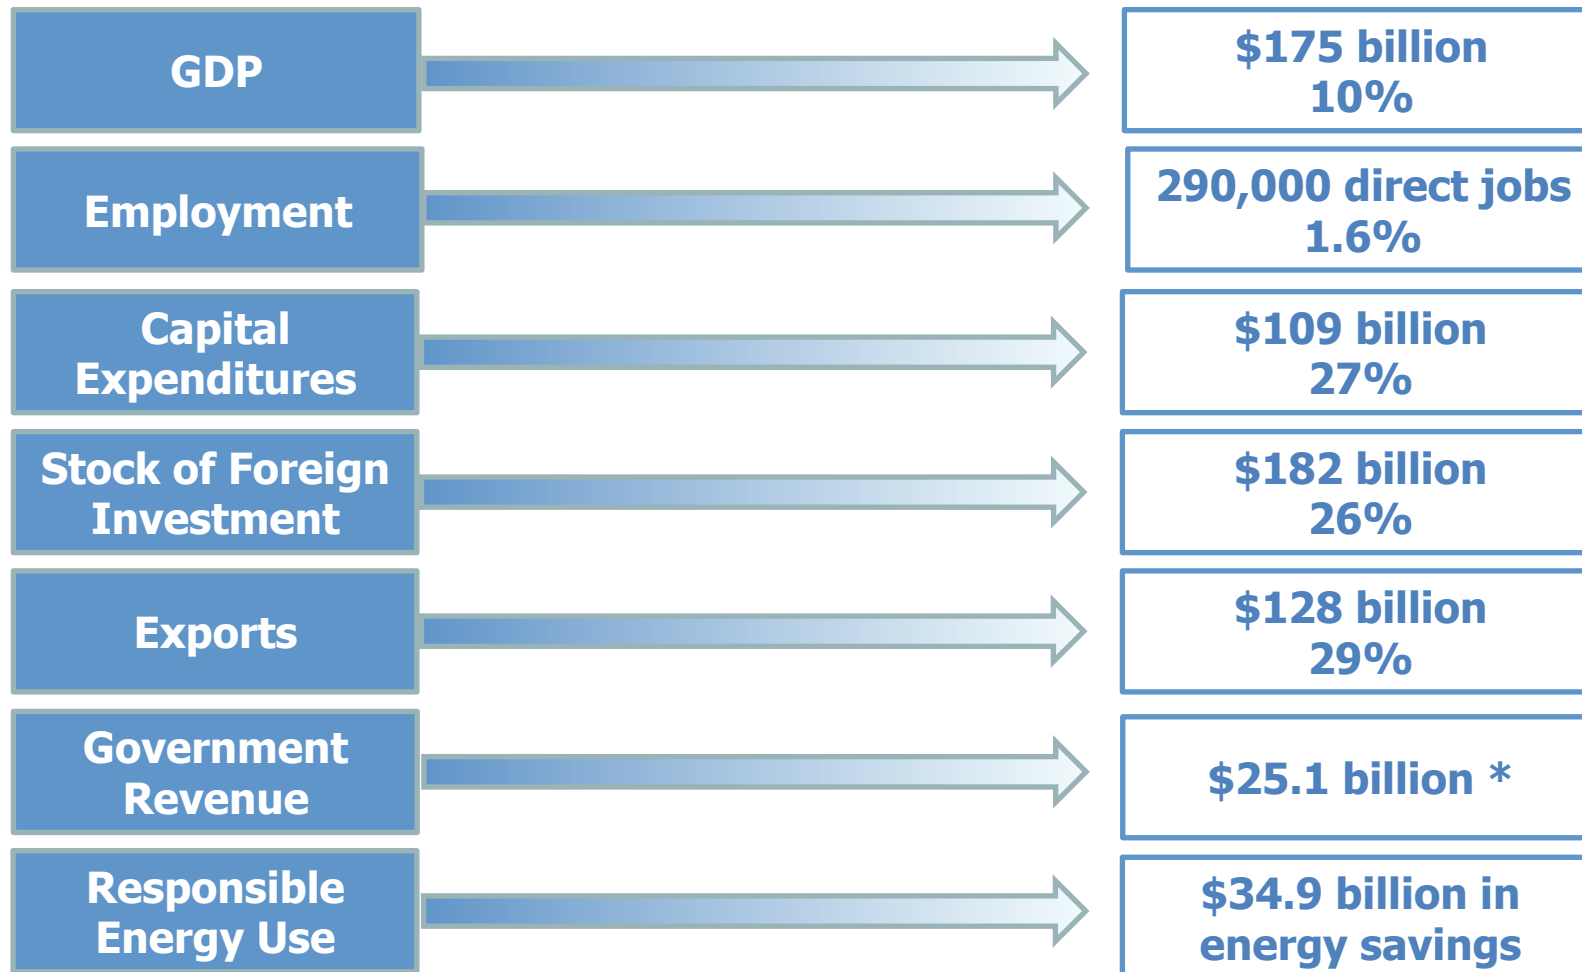 GDP
$175 billion
10%
Employment
290,000 direct jobs
1.6%
Capital
Expenditures
$109 billion
27%
Stock of Foreign
Investment
$182 billion
26%
Exports
$128 billion
29%
Government
Revenue
$25.1 billion *
Responsible
Energy Use
$34.9 billion in
energy savings